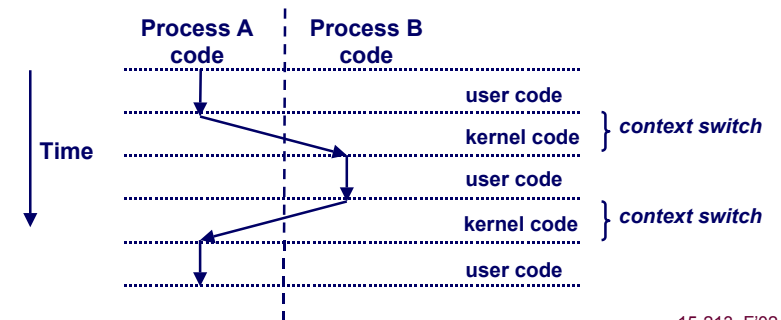 Process A
code
Process B
code
user code
kernel code
context switch
Time
user code
kernel code
context switch
user code